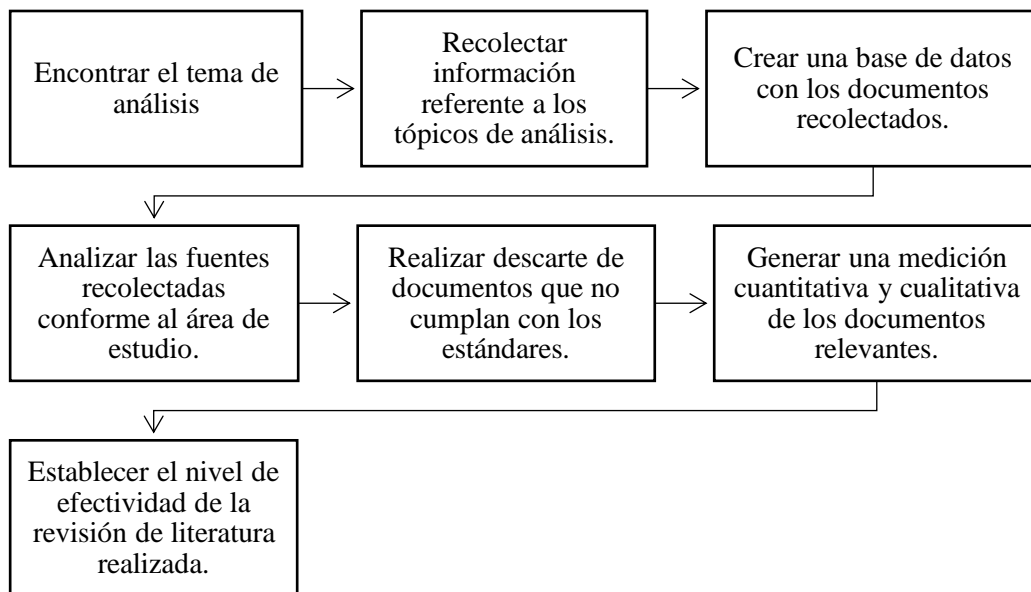 Encontrar el tema de
análisis
Recolectar
información
referente a los
tópicos de análisis.
Crear una base de datos
con los documentos
recolectados.
Analizar las fuentes
recolectadas
conforme al área de
estudio.
Realizar descarte de
documentos que no
cumplan con los
estándares.
Generar una medición
cuantitativa y cualitativa
de los documentos
relevantes.
Establecer el nivel de
efectividad de la
revisión de literatura
realizada.